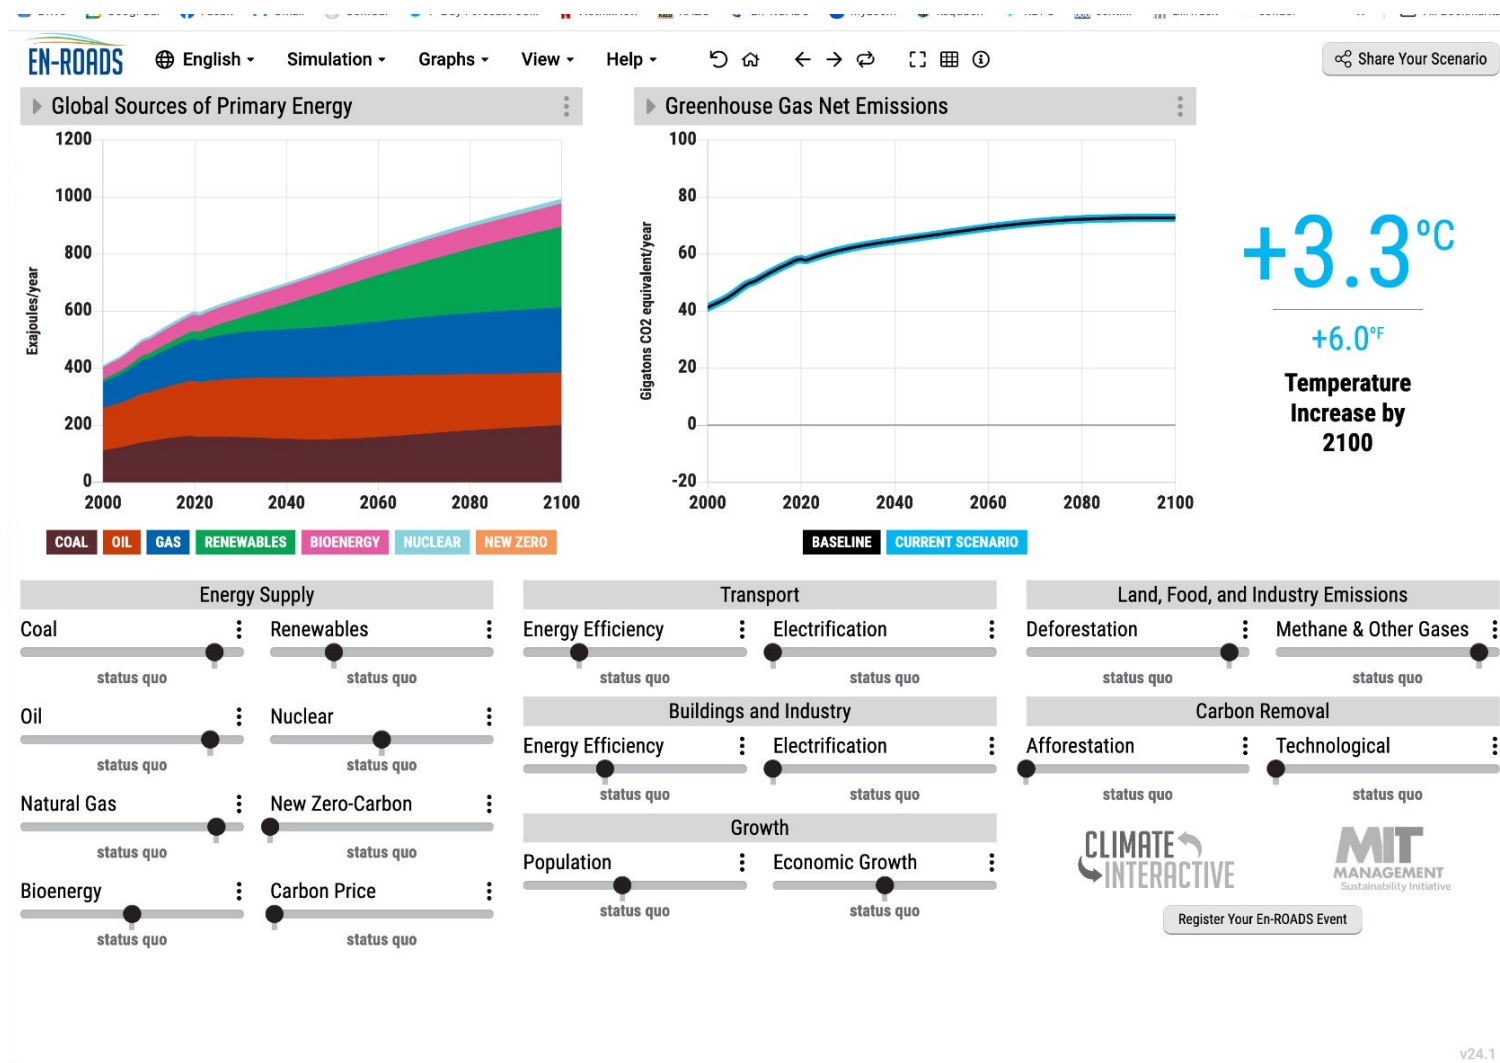 EN-ROADS
English
Simulation
Graphs
View
Help
Share Your Scenario
Global Sources of Primary Energy
Greenhouse Gas Net Emissions
1200
1000
800
600
400
200
0
Exajoules/year
2000 2020 2040 2060 2080 2100
COAL OIL GAS RENEWABLES BIOENERGY NUCLEAR NEW ZERO
100
80
60
40
20
0
-20
Gigatons CO2 equivalent/year
2000 2020 2040 2060 2080 2100
BASELINE CURRENT SCENARIO
+3.3°C
+6.0°F
Temperature
Increase by
2100
Energy Supply
Coal
status quo
Renewables
status quo
Oil
status quo
Nuclear
status quo
Natural Gas
status quo
New Zero-Carbon
status quo
Bioenergy
status quo
Carbon Price
status quo
Transport
Energy Efficiency
status quo
Electrification
status quo
Buildings and Industry
Energy Efficiency
status quo
Electrification
status quo
Growth
Population
status quo
Economic Growth
status quo
Land, Food, and Industry Emissions
Deforestation
status quo
Methane & Other Gases
status quo
Carbon Removal
Afforestation
status quo
Technological
status quo
CLIMATE
INTERACTIVE
MIT
MANAGEMENT
Sustainability Initiative
Register Your En-ROADS Event
v24.1